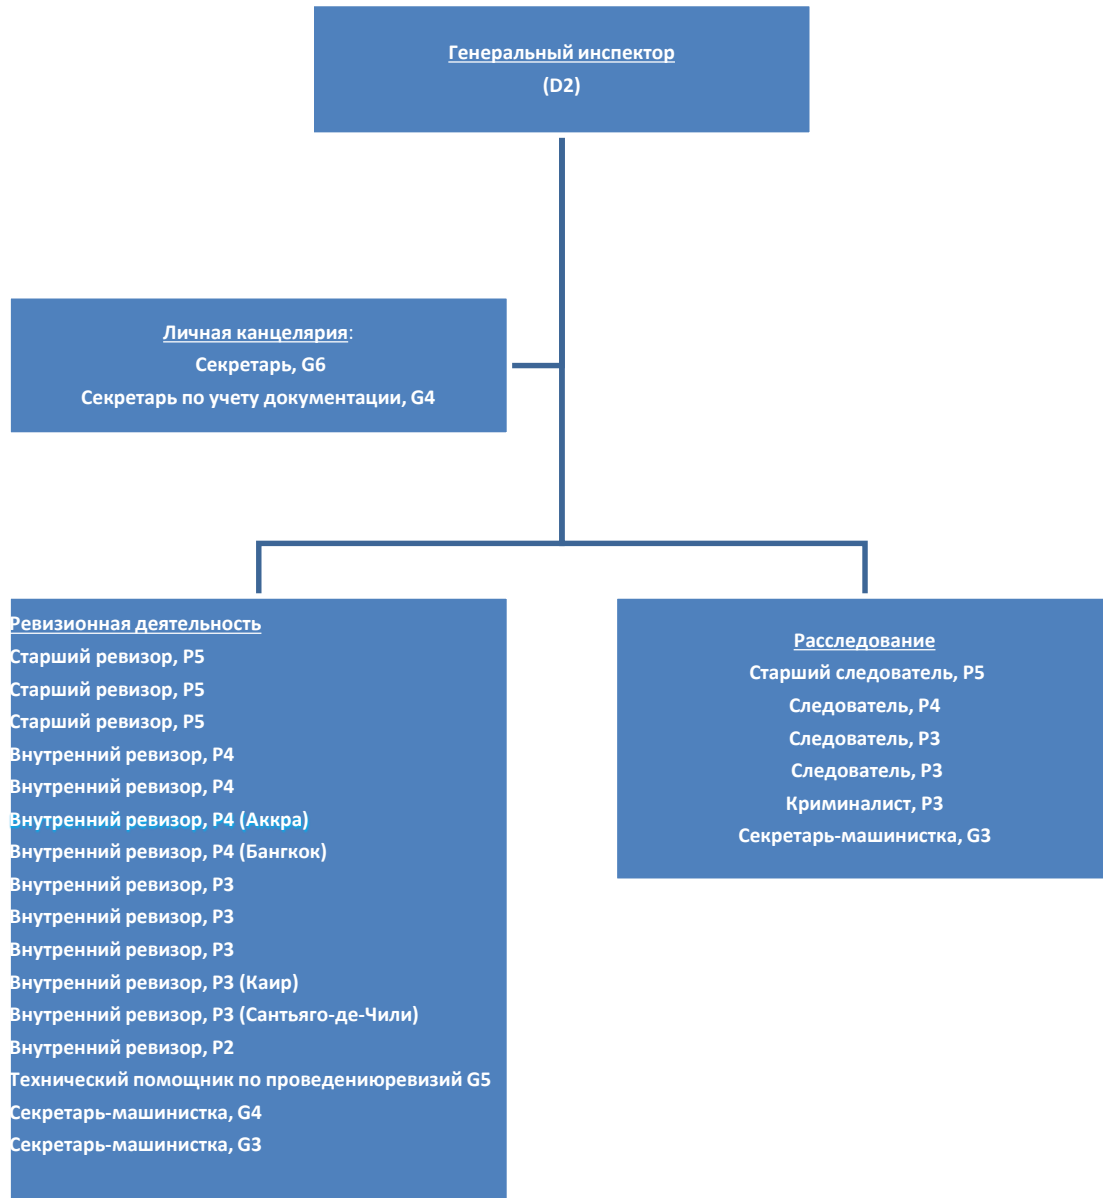 Генеральный инспектор
(D2)
Личная канцелярия:
Секретарь, G6
Секретарь по учету документации, G4
Ревизионная деятельность
Старший ревизор, P5
Старший ревизор, P5
Старший ревизор, P5
Внутренний ревизор, P4
Внутренний ревизор, P4
Внутренний ревизор, P4 (Аккра)
Внутренний ревизор, P4 (Бангкок)
Внутренний ревизор, P3
Внутренний ревизор, P3
Внутренний ревизор, P3
Внутренний ревизор, P3 (Каир)
Внутренний ревизор, P3 (Сантьяго-де-Чили)
Внутренний ревизор, P2
Технический помощник по проведениюревизий G5
Секретарь-машинистка, G4
Секретарь-машинистка, G3
Расследование
Старший следователь, P5
Следователь, P4
Следователь, P3
Следователь, P3
Криминалист, P3
Секретарь-машинистка, G3